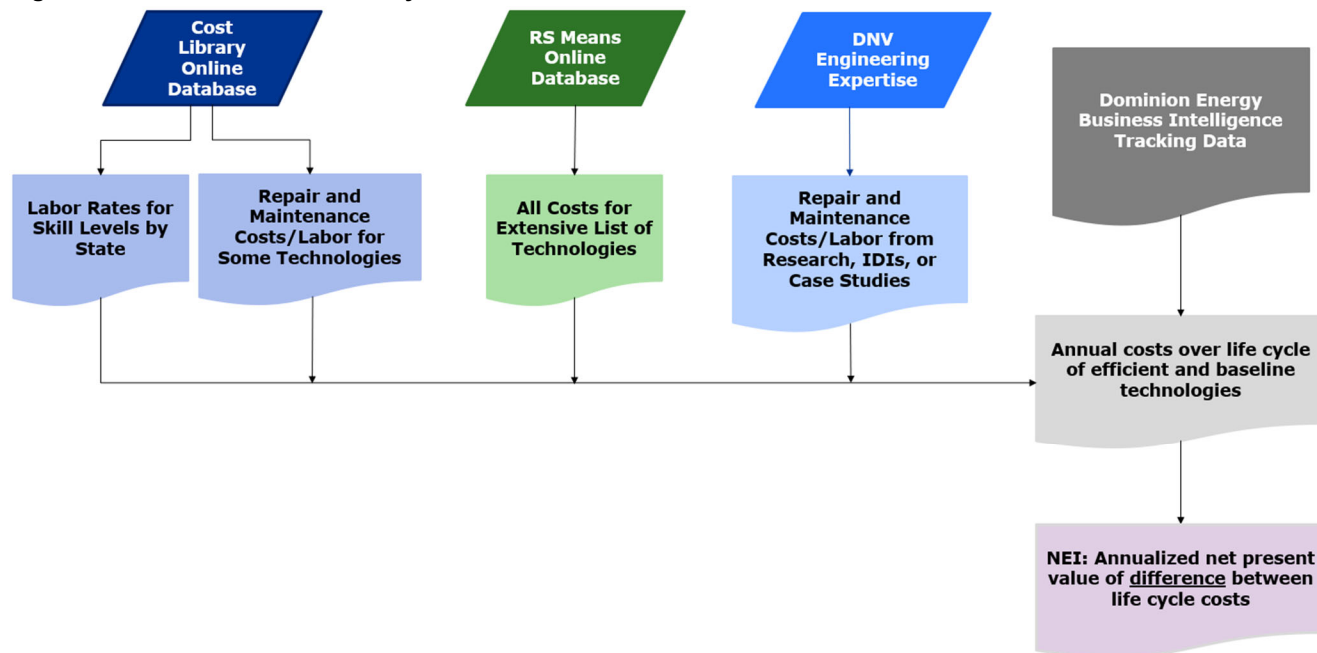 Cost
Library
Online
Database
RS Means
Online
Database
DNV
Engineering
Expertise
Dominion Energy
Business Intelligence
Tracking Data
Labor Rates for
Skill Levels by
State
Repair and
Maintenance
Costs/Labor for
Some Technologies
All Costs for
Extensive List of
Technologies
Repair and
Maintenance
Costs/Labor from
Research, IDIs, or
Case Studies
Annual costs over life cycle
of efficient and baseline
technologies
NEI: Annualized net present
value of difference between
life cycle costs